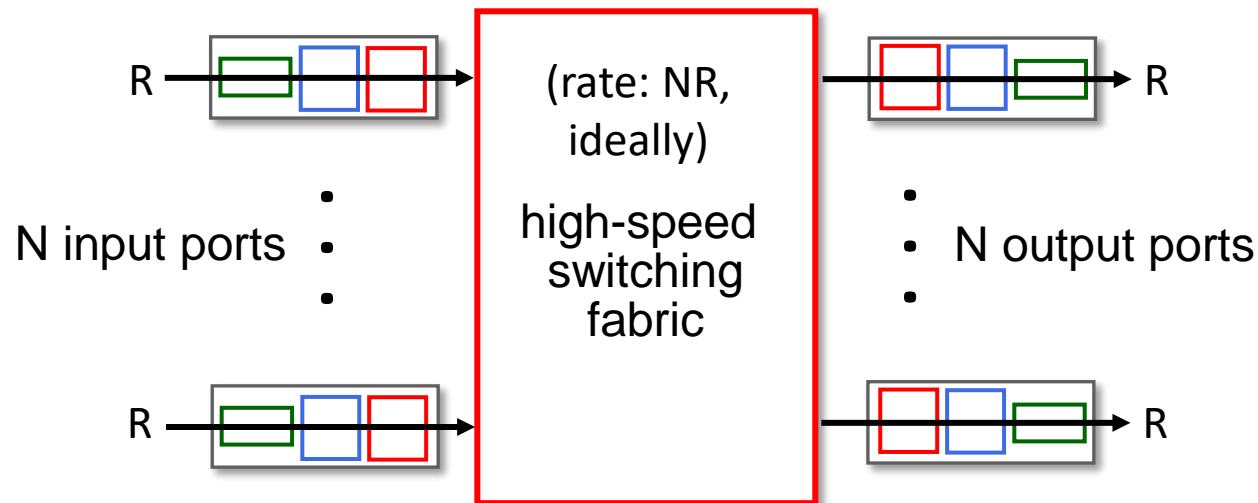 R
(rate: NR,
ideally)
high-speed
switching
fabric
R
N input ports
N output ports
R
R